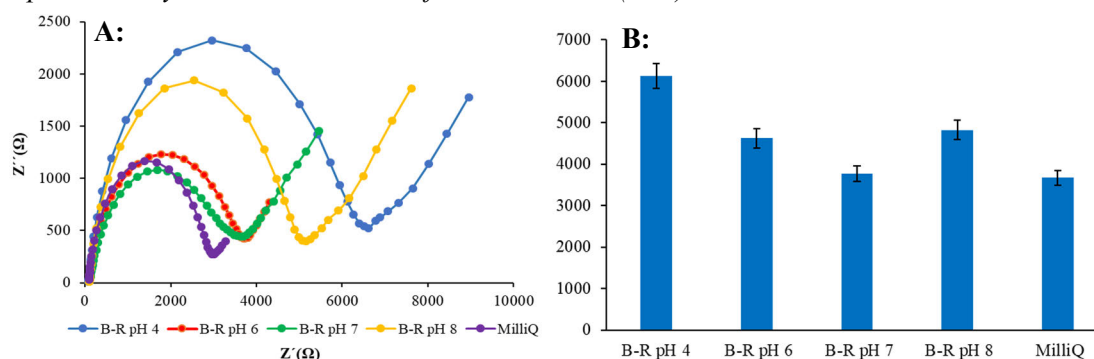 A:
2500
2000
1500
1000
500
0
Z´´(Ω)
0 2000 4000 6000 8000 10000
B-R pH 4 B-R pH 6 B-R pH 7 B-R pH 8 MilliQ
Z´(Ω)
B:
7000
6000
5000
4000
3000
2000
1000
0
B-R pH 4 B-R pH 6 B-R pH 7 B-R pH 8 MilliQ